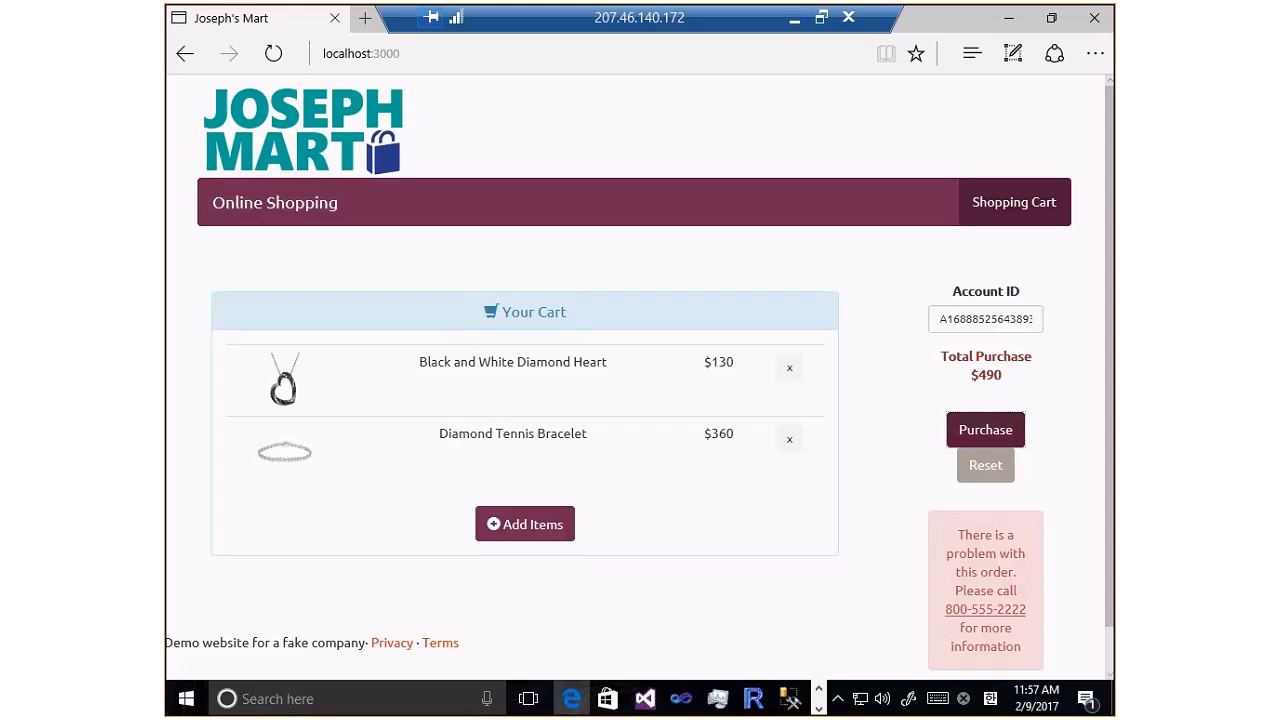 Joseph's Mart
207.46.140.172
localhost:3000
JOSEPH
MART
Online Shopping
Shopping Cart
Your Cart
Black and White Diamond Heart
$130
x
Diamond Tennis Bracelet
$360
x
Add Items
Account ID
A1688852564389
Total Purchase
$490
Purchase
Reset
There is a
problem with
this order.
Please call
800-555-2222
for more
information
Demo website for a fake company· Privacy · Terms
Search here
11:57 AM
2/9/2017
1